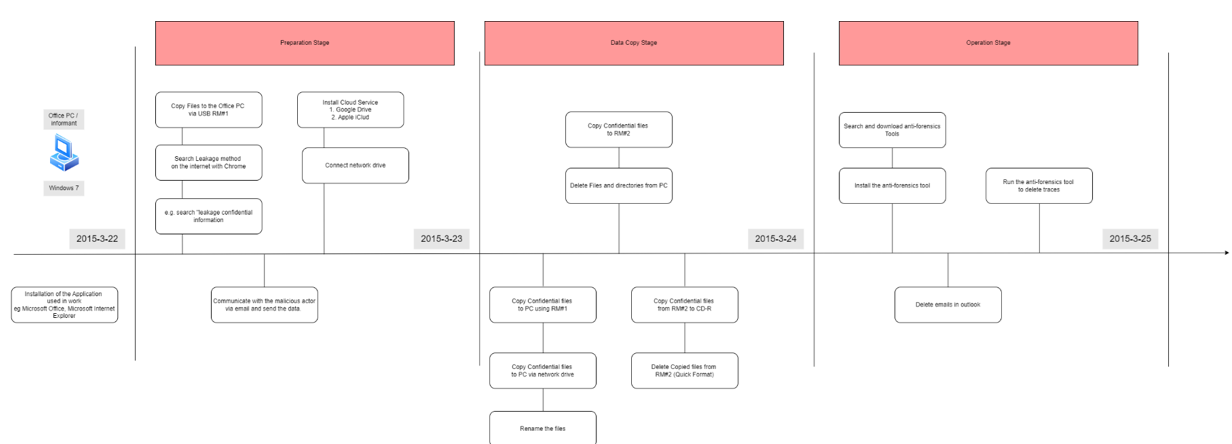 Preparation Stage
Data Copy Stage
Operation Stage
Office PC /
informant
Windows 7
Copy Files to the Office PC
via USB RM#1
Search Leakage method
on the internet with Chrome
e.g. search "leakage confidential
information
Install Cloud Service
1. Google Drive
2. Apple iClud
Connect network drive
Copy Confidential files
to RM#2
Delete Files and directories from PC
Search and download anti-forensics
Tools
Install the anti-forensics tool
Run the anti-forensics tool
to delete traces
2015-3-22
2015-3-23
2015-3-24
2015-3-25
Installation of the Application
used in work
eg Microsoft Office, Microsoft Internet
Explorer
Communicate with the malicious actor
via email and send the data.
Copy Confidential files
to PC using RM#1
Copy Confidential files
to PC via network drive
Rename the files
Copy Confidential files
from RM#2 to CD-R
Delete Copied files from
RM#2 (Quick Format)
Delete emails in outlook